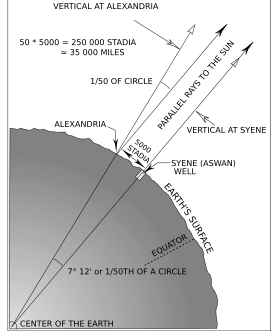 VERTICAL AT ALEXANDRIA
50 * 5000 = 250 000 STADIA
≈ 35 000 MILES
1/50 OF CIRCLE
PARALLEL RAYS TO THE SUN
ALEXANDRIA
VERTICAL AT SYENE
5000
STADIA
SYENE (ASWAN)
WELL
EARTH'S SURFACE
EQUATOR
7° 12' or 1/50TH OF A CIRCLE
CENTER OF THE EARTH